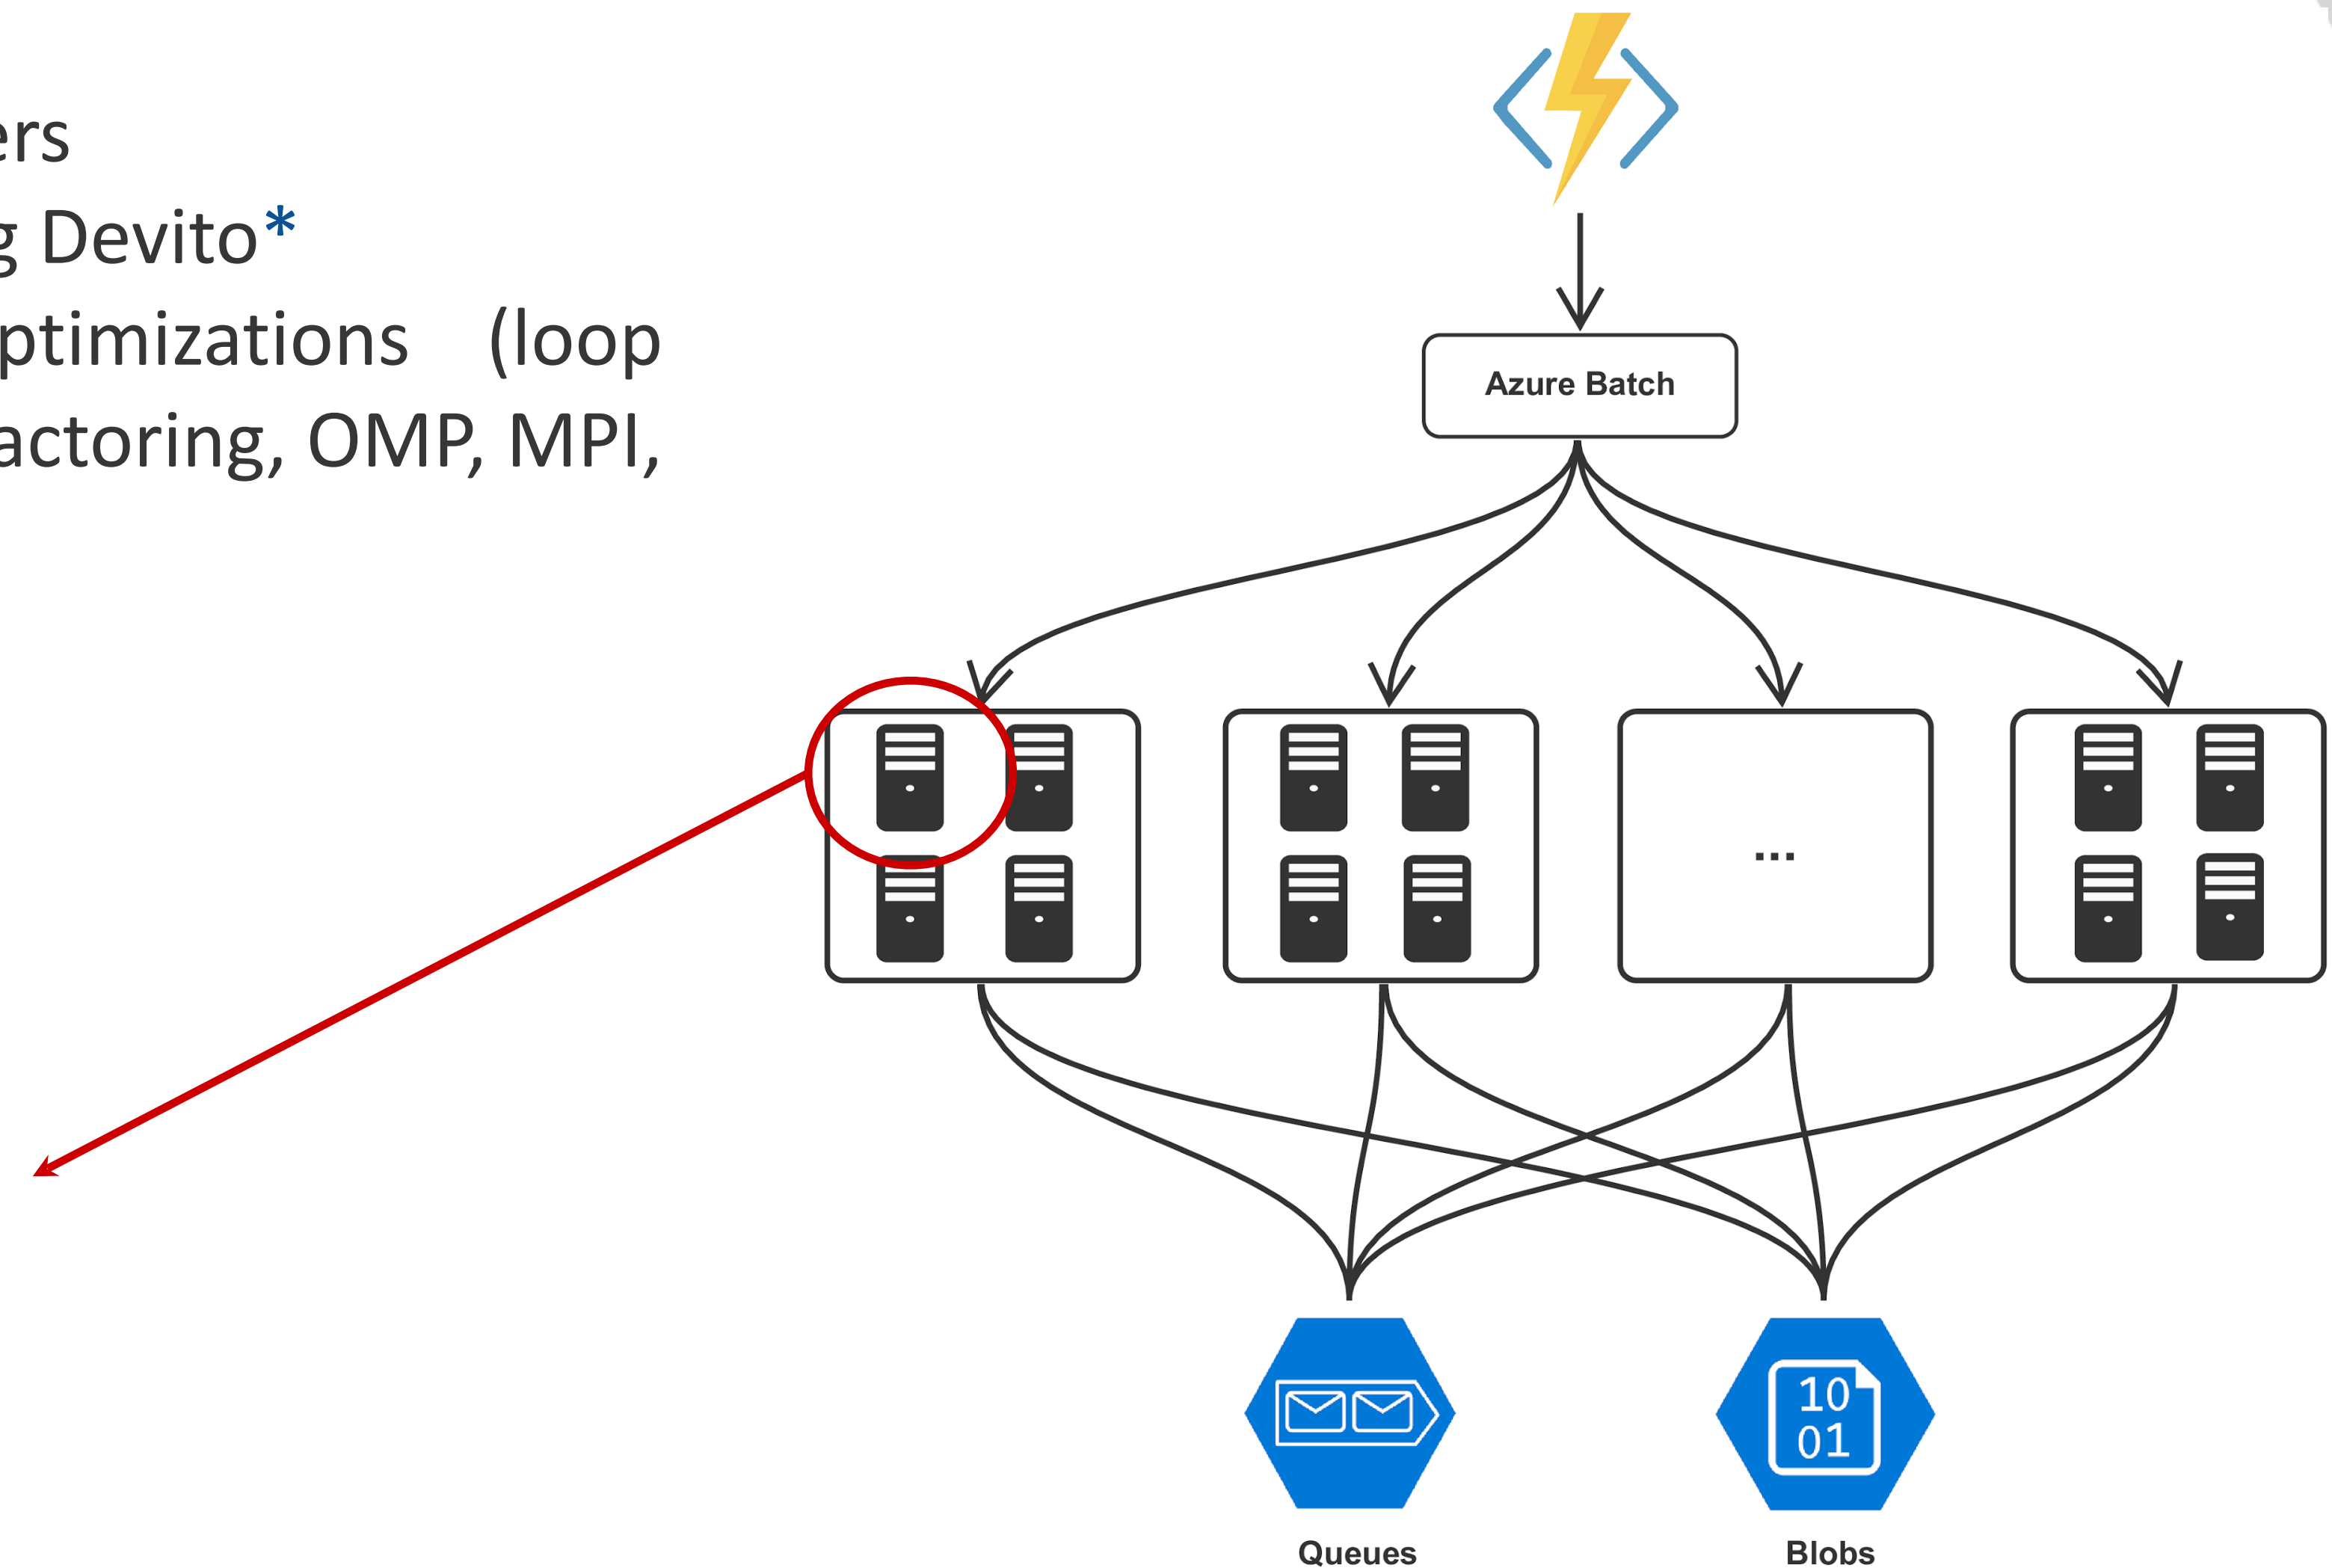 ers
g Devito*
ptimizations (loop
actoring, OMP, MPI,
Azure Batch
...
10
01
Queues
Blobs